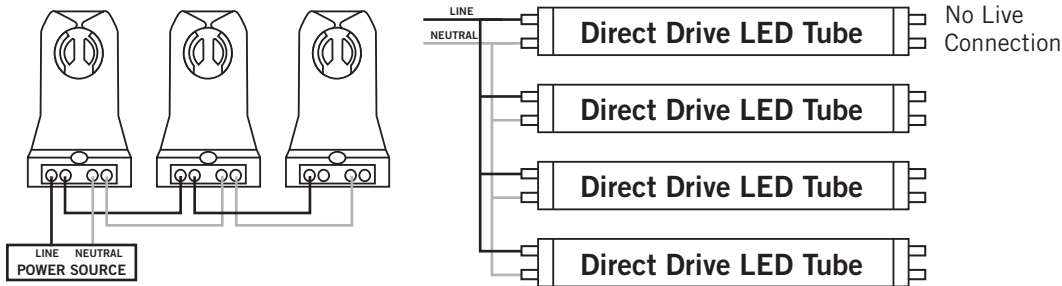 LINE NEUTRAL
POWER SOURCE
LINE
NEUTRAL
Direct Drive LED Tube
No Live
Connection
Direct Drive LED Tube
Direct Drive LED Tube
Direct Drive LED Tube